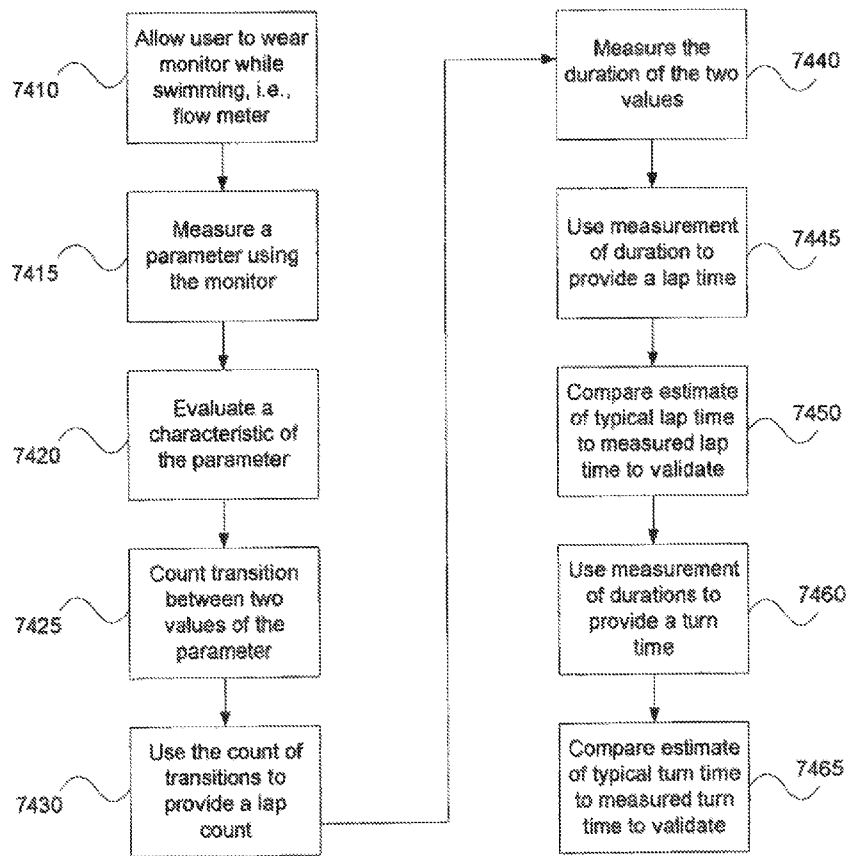 7410
Allow user to wear
monitor while
swimming, i.e.,
flow meter
7415
Measure a
parameter using
the monitor
7420
Evaluate a
characteristic of
the parameter
7425
Count transition
between two
values of the
parameter
7430
Use the count of
transitions to
provide a lap
count
Measure the
duration of the two
values
7440
Use measurement
of duration to
provide a lap time
7445
Compare estimate
of typical lap time
to measured lap
time to validate
7450
Use measurement
of durations to
provide a turn
time
7460
Compare estimate
of typical turn time
to measured turn
time to validate
7465